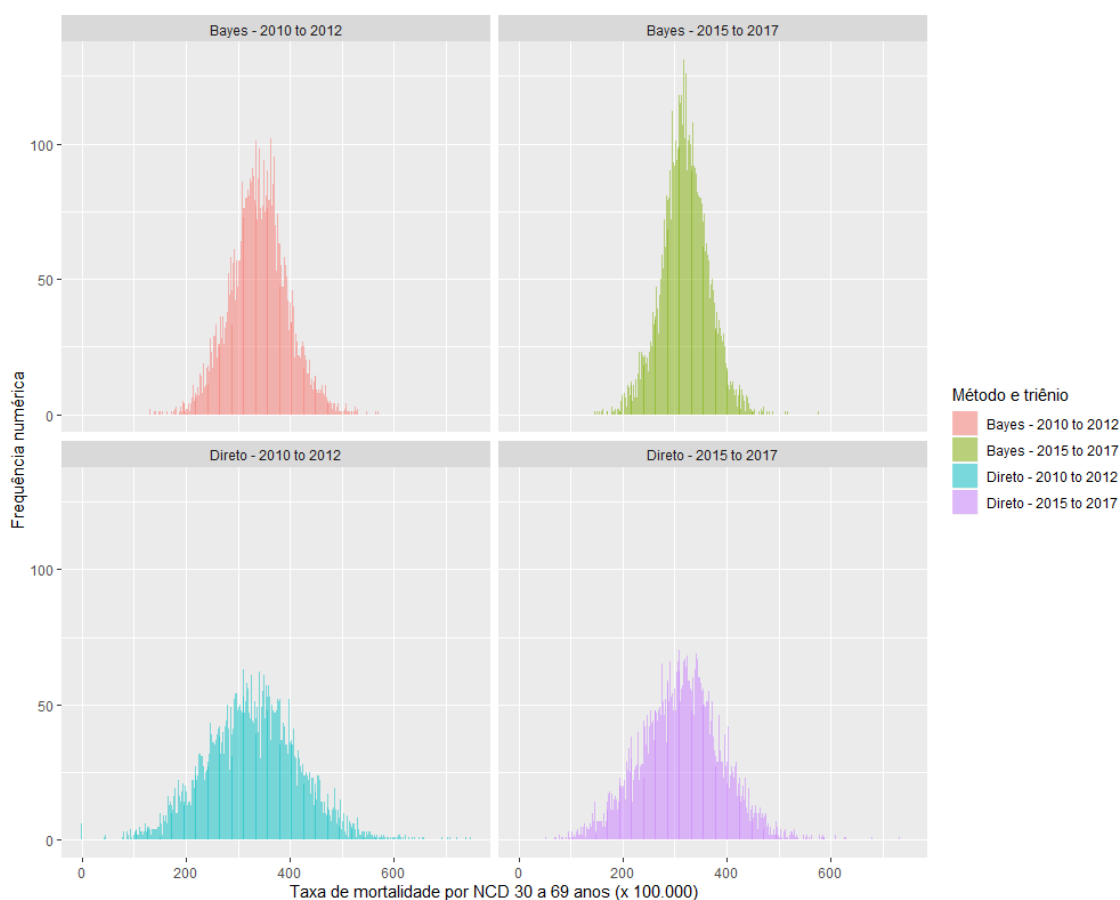 Bayes - 2010 to 2012
Bayes - 2015 to 2017
100
50
0
Direto - 2010 to 2012
Direto - 2015 to 2017
100
50
0
0 200 400 600
0 200 400 600
Frequência numérica
Taxa de mortalidade por NCD 30 a 69 anos (x 100.000)
Método e triênio
Bayes - 2010 to 2012
Bayes - 2015 to 2017
Direto - 2010 to 2012
Direto - 2015 to 2017